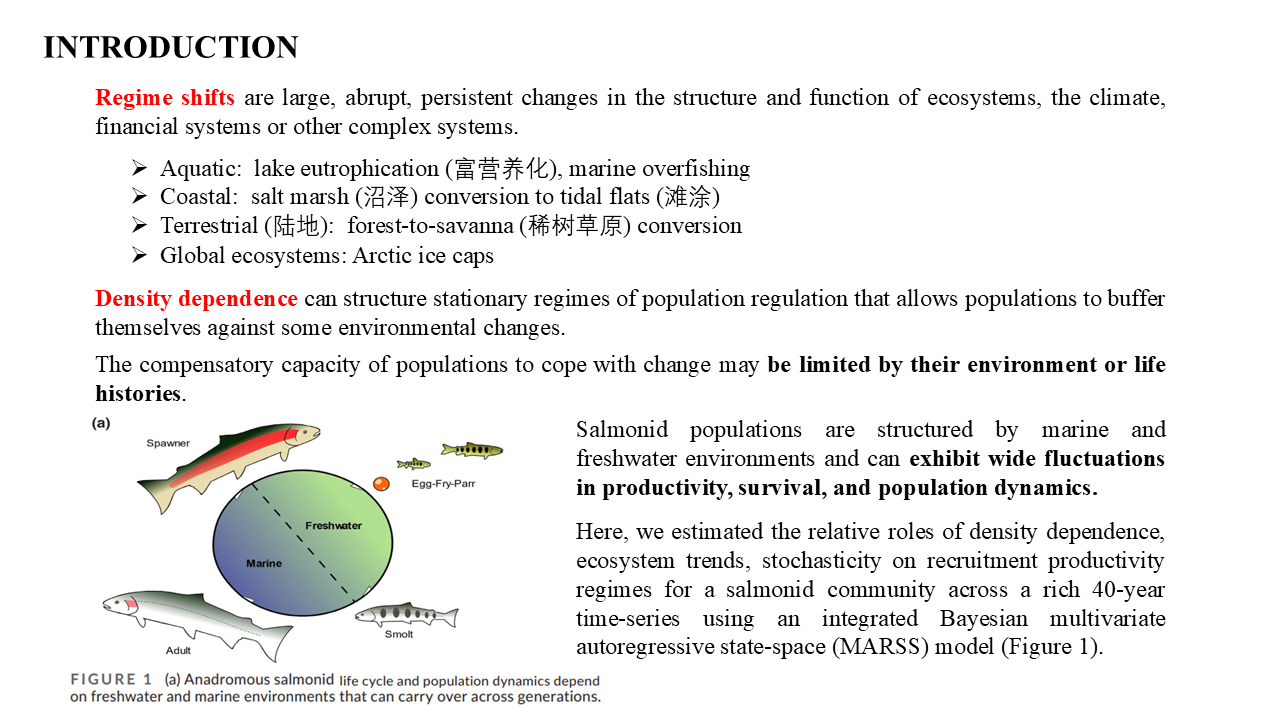 INTRODUCTION
Regime shifts are large, abrupt, persistent changes in the structure and function of ecosystems, the climate,
financial systems or other complex systems.
➢ Aquatic: lake eutrophication (富营养化), marine overfishing
➢ Coastal: salt marsh (沼泽) conversion to tidal flats (滩涂)
➢ Terrestrial (陆地): forest-to-savanna (稀树草原) conversion
➢ Global ecosystems: Arctic ice caps
Density dependence can structure stationary regimes of population regulation that allows populations to buffer
themselves against some environmental changes.
The compensatory capacity of populations to cope with change may be limited by their environment or life
histories.
(a)
Spawner
Egg-Fry-Parr
Freshwater
Marine
Smolt
Adult
FIGURE 1 (a) Anadromous salmonid life cycle and population dynamics depend
on freshwater and marine environments that can carry over across generations.
Salmonid populations are structured by marine and
freshwater environments and can exhibit wide fluctuations
in productivity, survival, and population dynamics.
Here, we estimated the relative roles of density dependence,
ecosystem trends, stochasticity on recruitment productivity
regimes for a salmonid community across a rich 40-year
time-series using an integrated Bayesian multivariate
autoregressive state-space (MARSS) model (Figure 1).